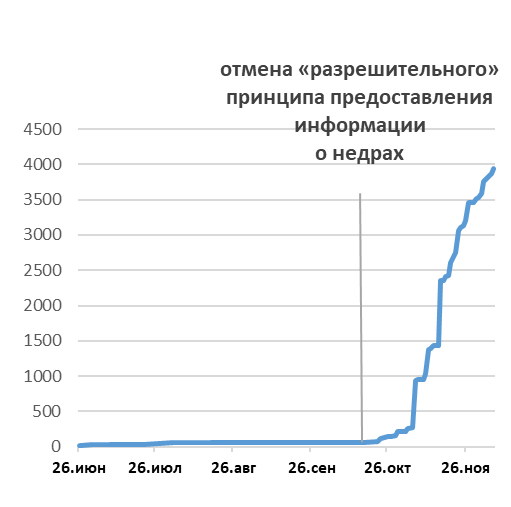 отмена «разрешительного»
принципа предоставления
информации
о недрах
4500
4000
3500
3000
2500
2000
1500
1000
500
0
26.июн 26.июл 26.авг 26.сен 26.окт 26.ноя